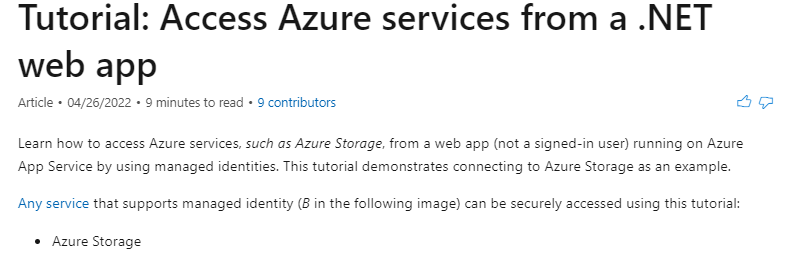 Tutorial: Access Azure services from a .NET
web app
Article • 04/26/2022 • 9 minutes to read • 9 contributors
Learn how to access Azure services, such as Azure Storage, from a web app (not a signed-in user) running on Azure
App Service by using managed identities. This tutorial demonstrates connecting to Azure Storage as an example.
Any service that supports managed identity (B in the following image) can be securely accessed using this tutorial:
• Azure Storage